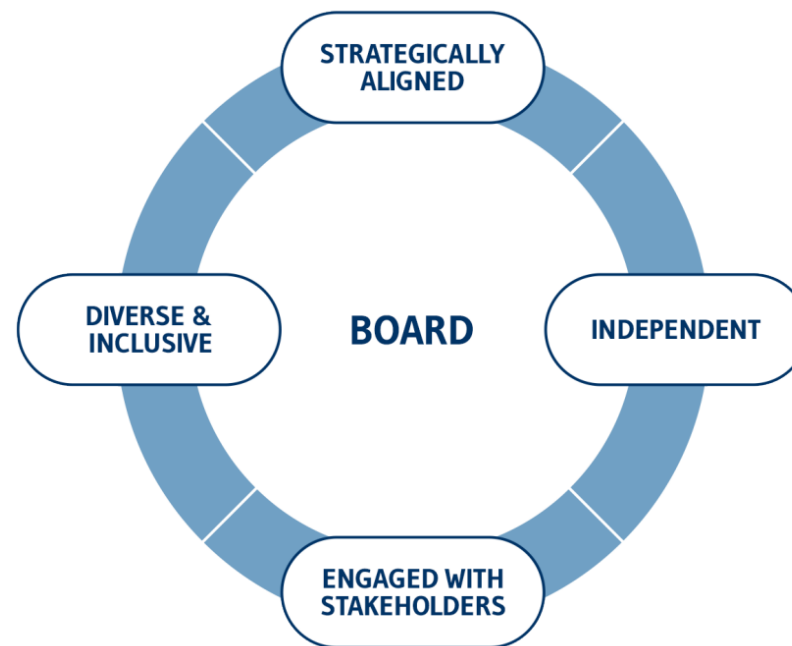 STRATEGICALLY
ALIGNED
DIVERSE &
INCLUSIVE
BOARD
INDEPENDENT
ENGAGED WITH
STAKEHOLDERS